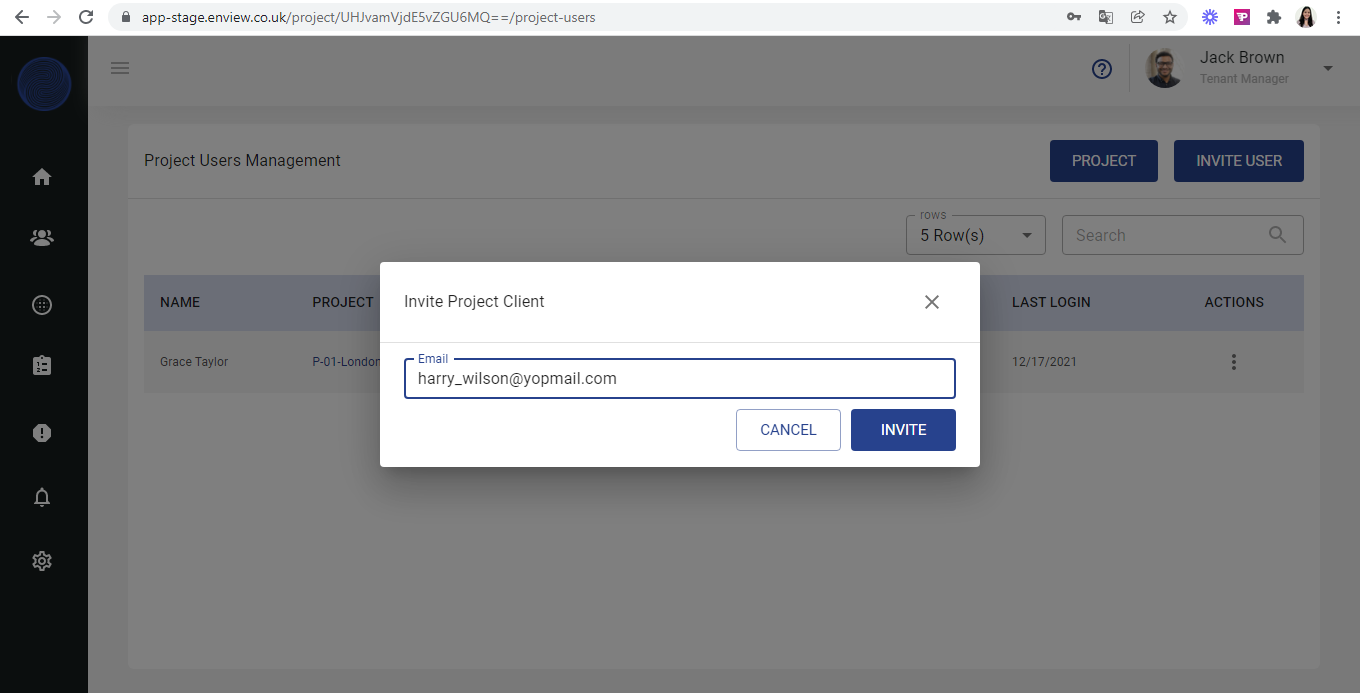 app-stage.enview.co.uk/project/UHJvamVjdE5vZGU6MQ==/project-users
Jack Brown
Tenant Manager
Project Users Management
PROJECT
INVITE USER
rows
5 Row(s)
Search
NAME
PROJECT
LAST LOGIN
ACTIONS
Grace Taylor
P-01-London
12/17/2021
Invite Project Client
Email
harry_wilson@yopmail.com
CANCEL
INVITE